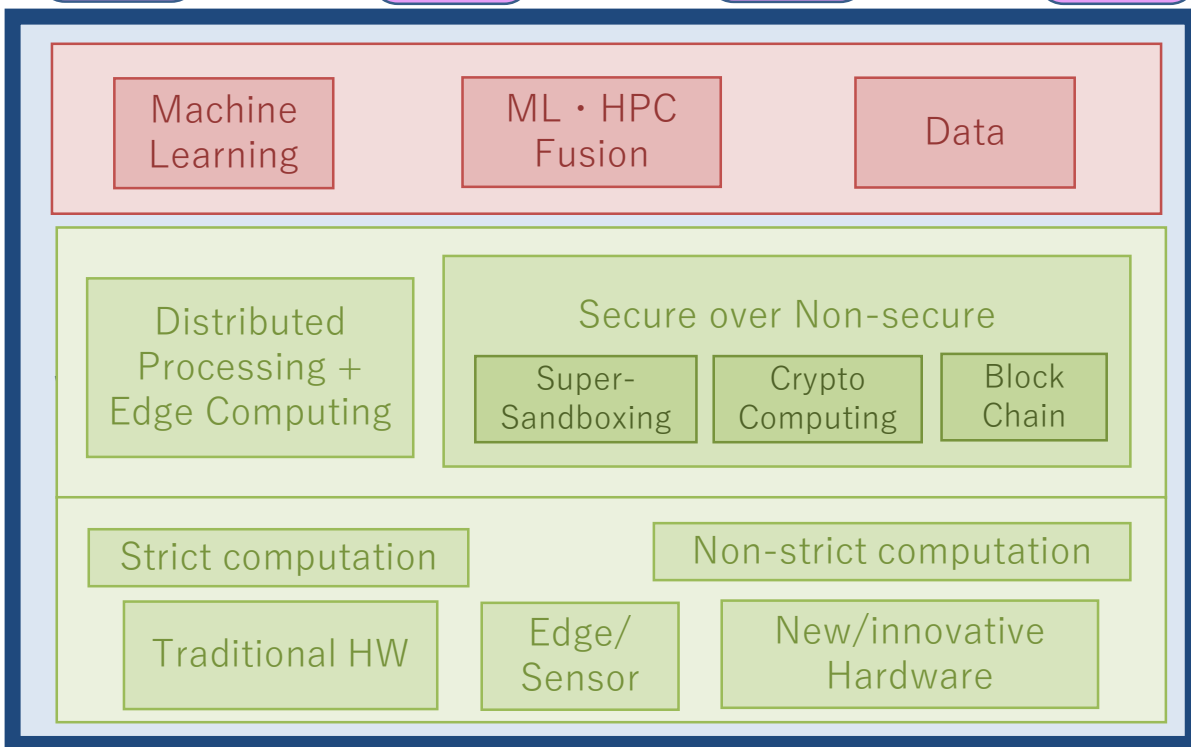 Machine
Learning
ML・HPC
Fusion
Data
Distributed
Processing +
Edge Computing
Secure over Non-secure
Super-
Sandboxing
Crypto
Computing
Block
Chain
Strict computation
Non-strict computation
Traditional HW
Edge/
Sensor
New/innovative
Hardware